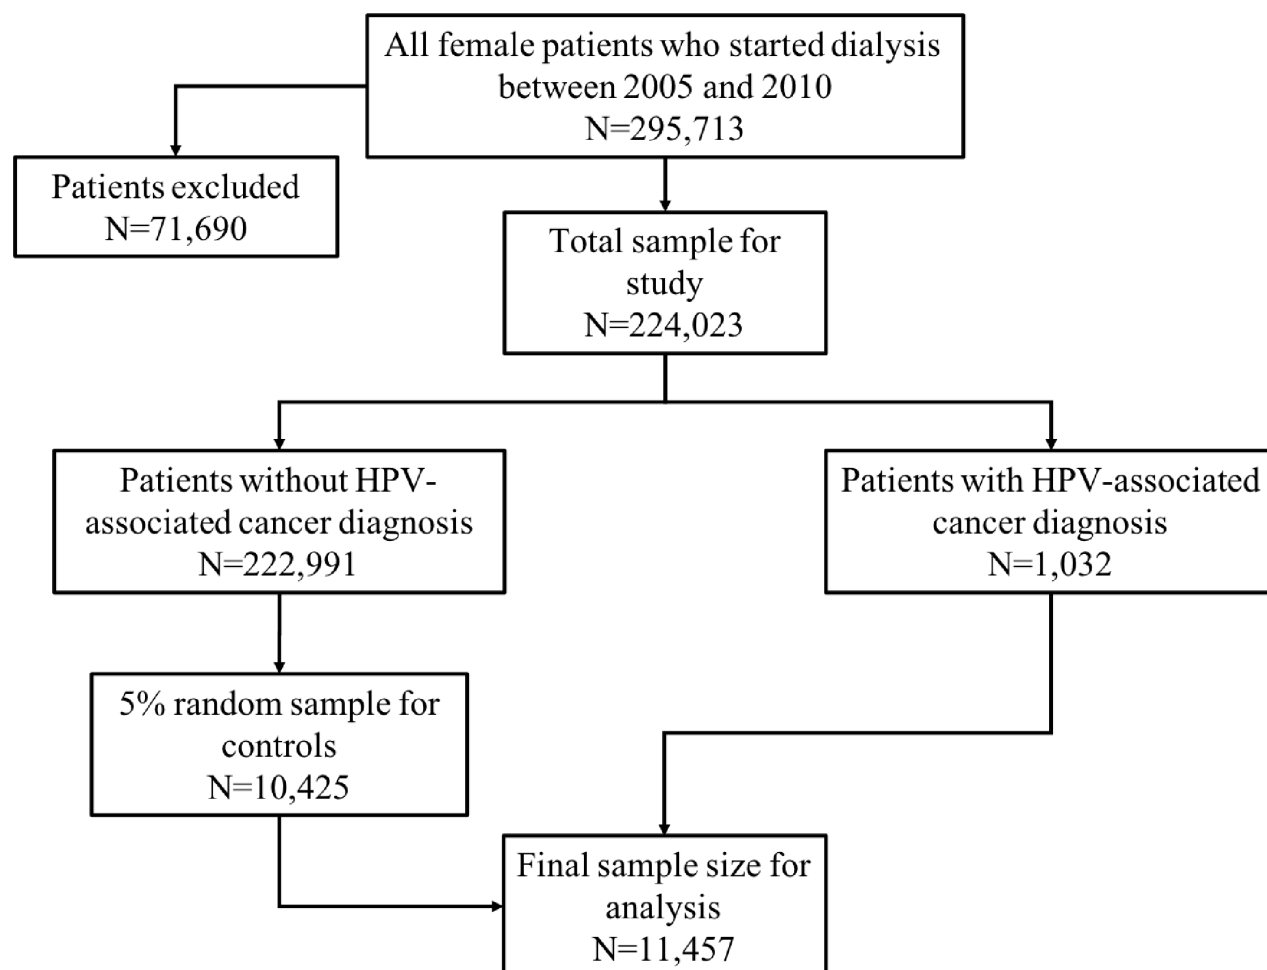 All female patients who started dialysis
between 2005 and 2010
N=295,713
Patients excluded
N=71,690
Total sample for
study
N=224,023
Patients without HPV-
associated cancer diagnosis
N=222,991
Patients with HPV-associated
cancer diagnosis
N=1,032
5% random sample for
controls
N=10,425
Final sample size for
analysis
N=11,457